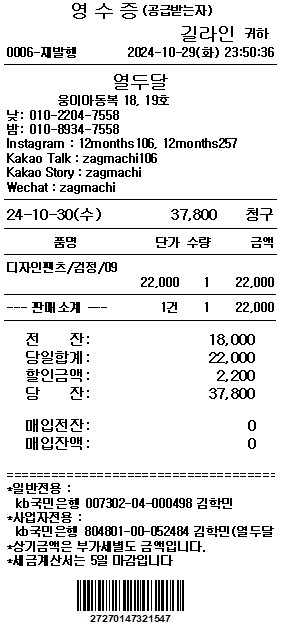 영 수 증 (공급받는자)
길라인 귀하
0006-재발행 2024-10-29(화) 23:50:36
열두달
웅이아동복 18, 19호
낮: 010-2204-7558
밤: 010-8934-7558
Instagram : 12months106, 12months257
Kakao Talk : zagmachi106
Kakao Story : zagmachi
Wechat : zagmachi
24-10-30(수) 37,800 청구
품명 단가 수량 금액
디자인팬츠/검정/09
22,000 1 22,000
--- 판매소계 --- 1건 1 22,000
전 잔: 18,000
당일합계: 22,000
할인금액: 2,200
당 잔: 37,800
매입전잔: 0
매입잔액: 0
*일반전용 :
kb국민은행 007302-04-000498 김학민
*사업자전용 :
kb국민은행 804801-00-052484 김학민(열두달
*상기금액은 부가세별도 금액입니다.
*세금계산서는 5일 마감입니다
27270147321547